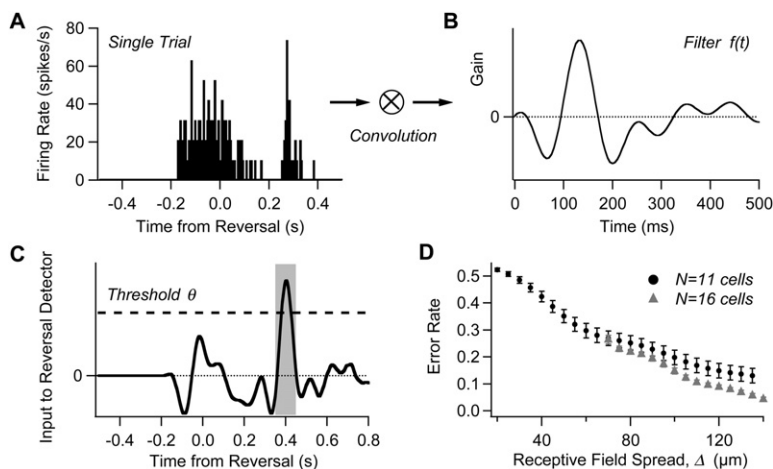 A
Single Trial
Firing Rate (spikes/s)
80
60
40
20
0
-0.4 -0.2 0.0 0.2 0.4
Time from Reversal (s)
Convolution
B
Filter f(t)
Gain
0
0 100 200 300 400 500
Time (ms)
C
Threshold θ
Input to Reversal Detector
0
-0.4 -0.2 0.0 0.2 0.4 0.6 0.8
Time from Reversal (s)
D
N=11 cells
N=16 cells
Error Rate
0.5
0.4
0.3
0.2
0.1
0.0
40 80 120
Receptive Field Spread, Δ (μm)